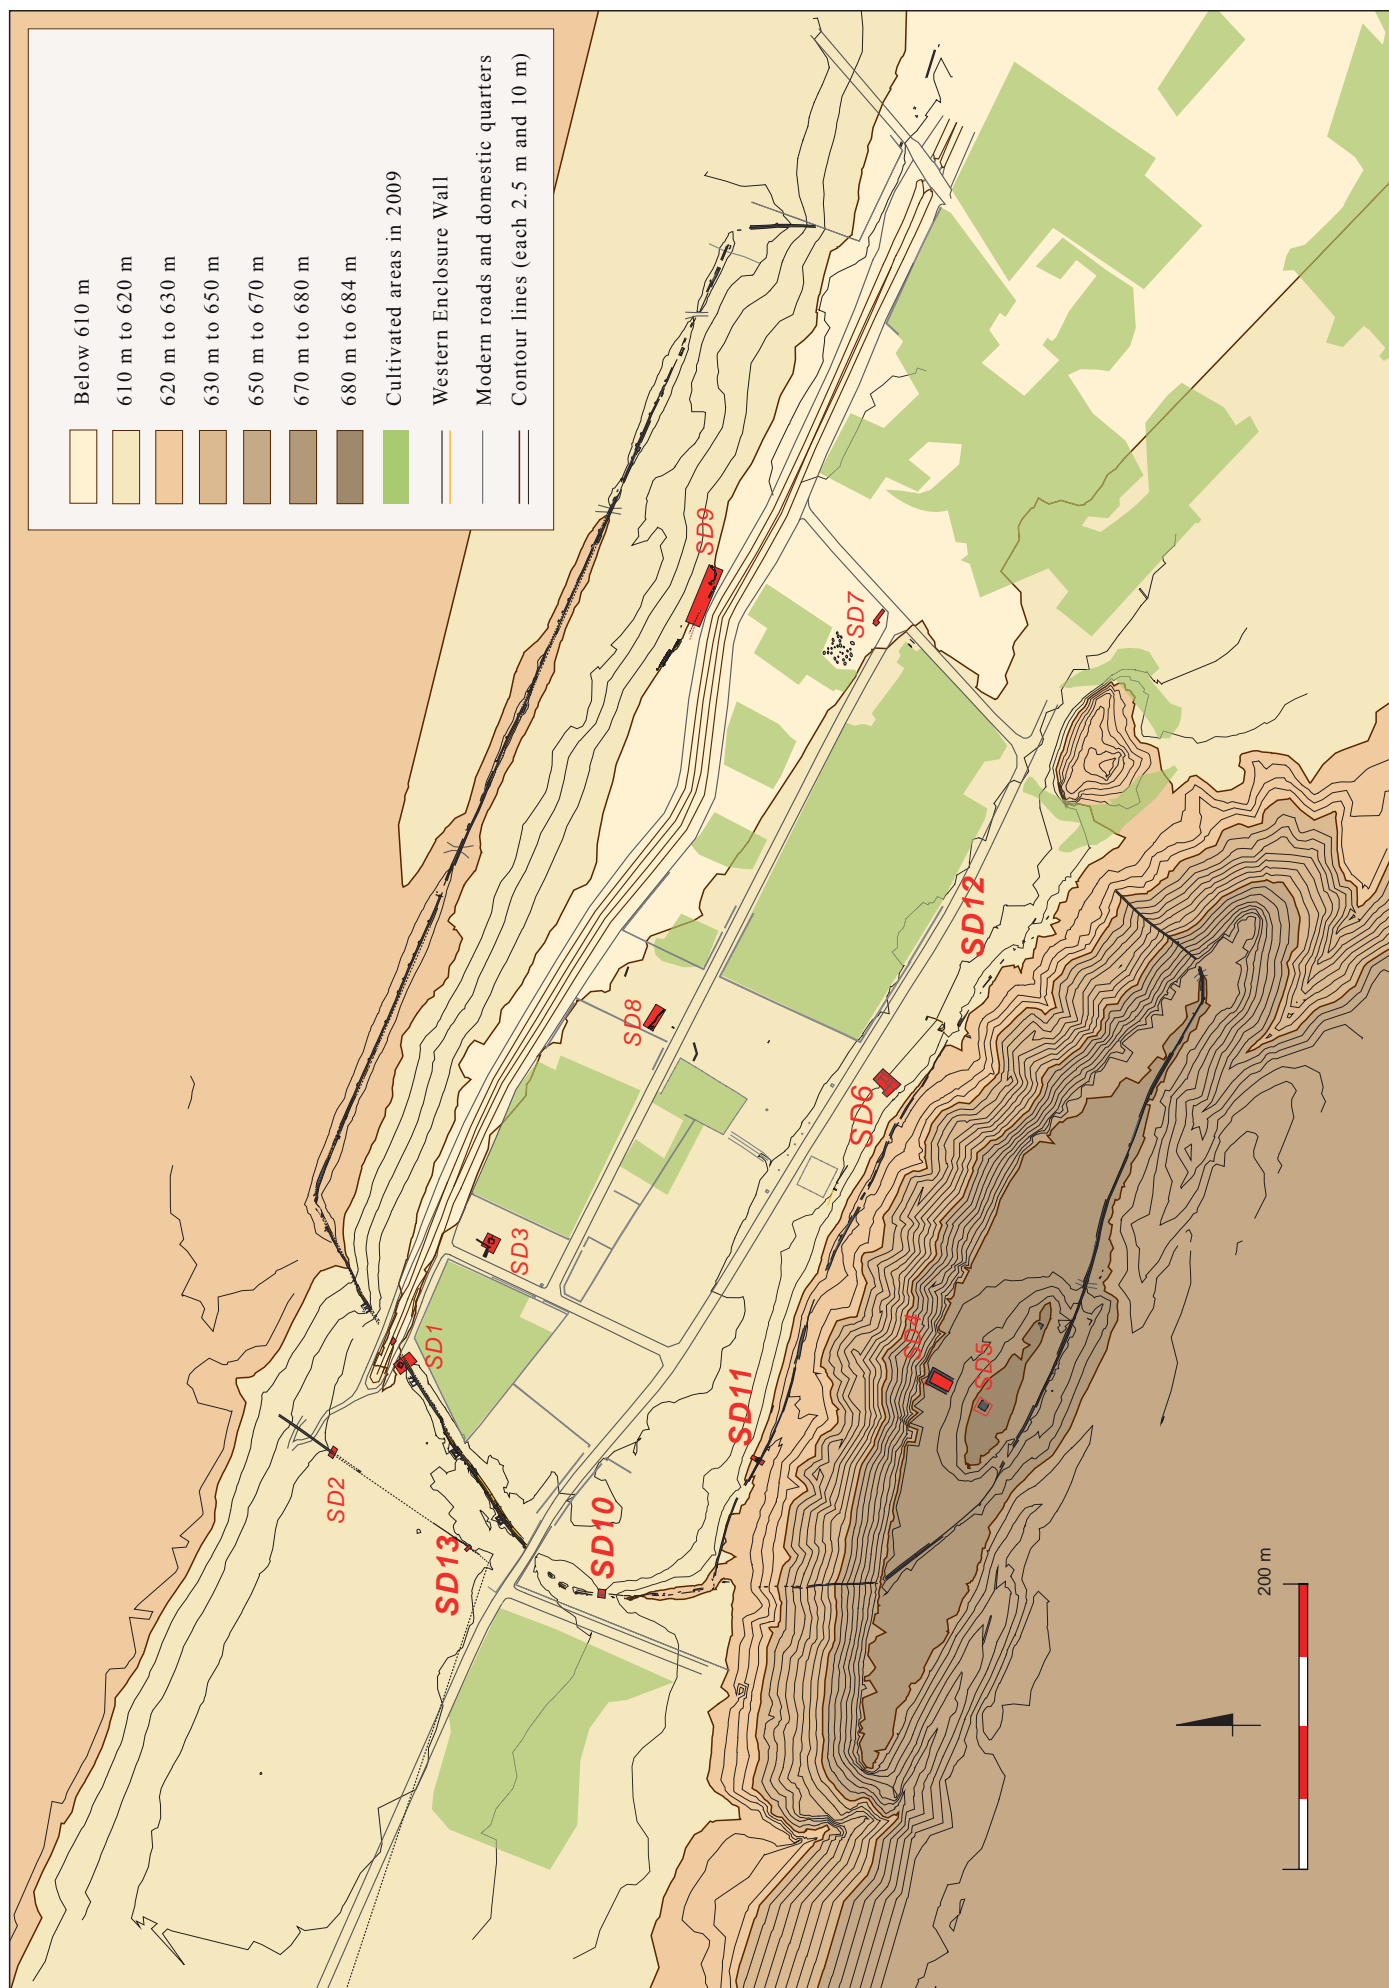 Below 610 m
610 m to 620 m
620 m to 630 m
630 m to 650 m
650 m to 670 m
670 m to 680 m
680 m to 684 m
Cultivated areas in 2009
Western Enclosure Wall
Modern roads and domestic quarters
Contour lines (each 2.5 m and 10 m)
SD9
SD7
SD12
SD8
SD6
SD3
SD1
SD4
SD5
SD11
SD2
SD10
SD13
200 m